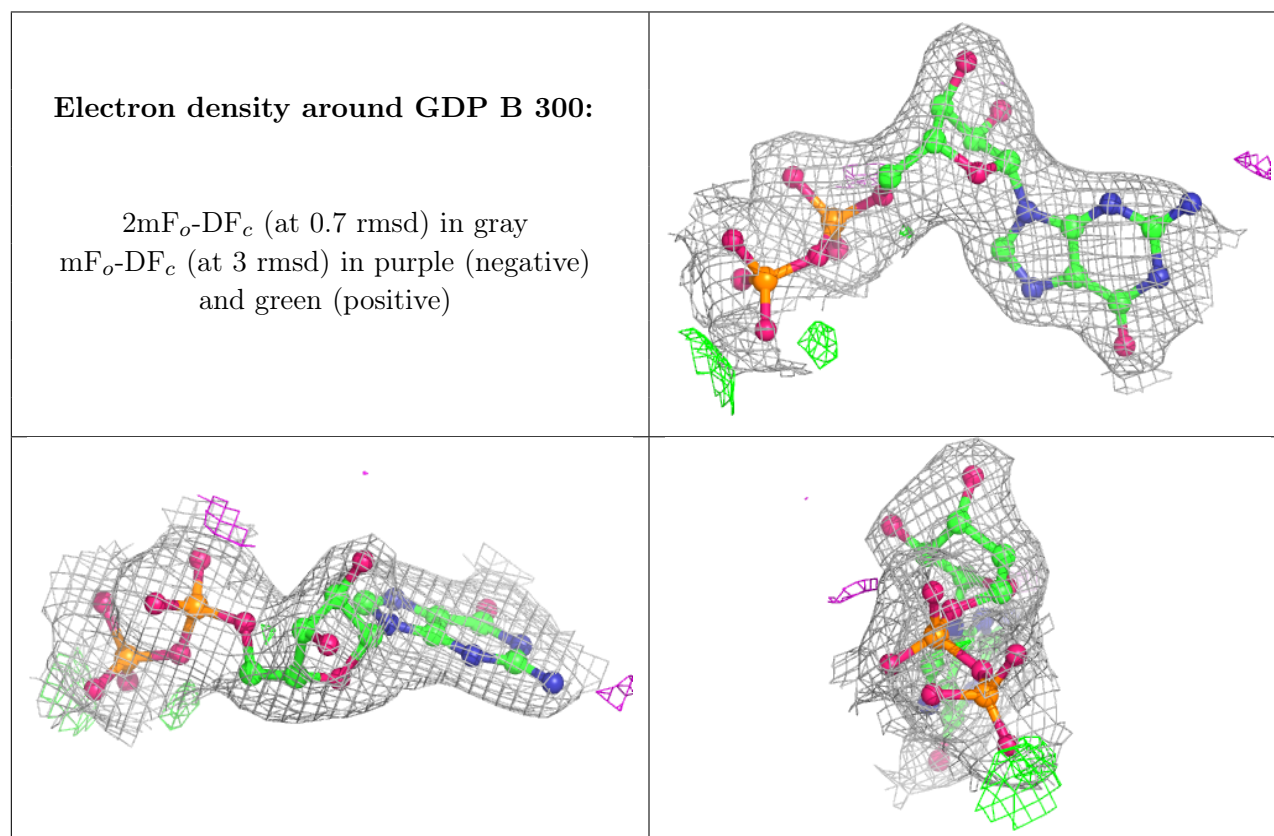 Electron density around GDP B 300:
2mFo-DFc (at 0.7 rmsd) in gray
mFo-DFc (at 3 rmsd) in purple (negative)
and green (positive)